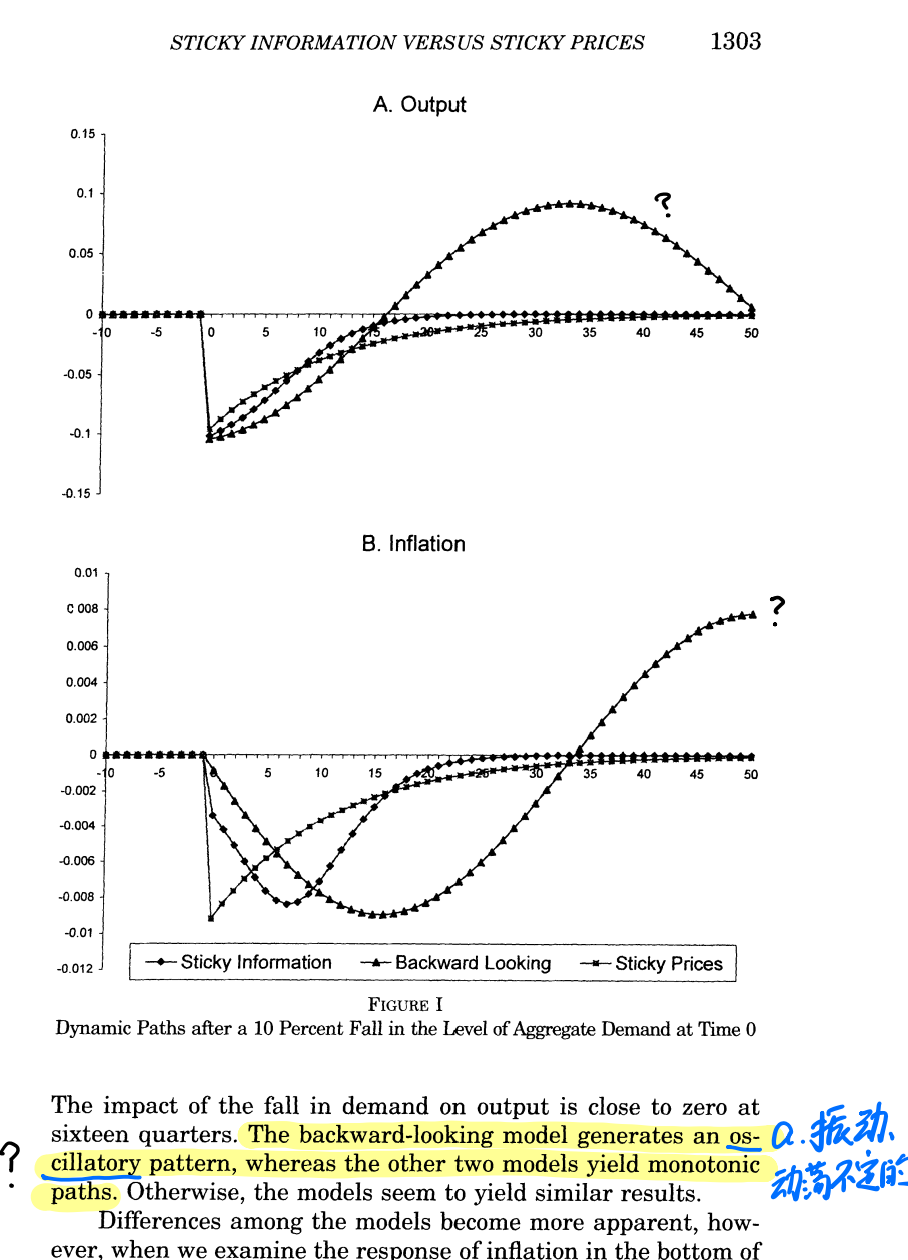 STICKY INFORMATION VERSUS STICKY PRICES 1303
A. Output
0.15
0.1
?
0.05
0
-10 -5 0 5 10 15 20 25 30 35 40 45 50
-0.05
-0.1
-0.15
B. Inflation
0.01
0.008
?
0.006
0.004
0.002
0
-10 -5 0 5 10 15 20 25 30 35 40 45 50
-0.002
-0.004
-0.006
-0.008
-0.01
-0.012
Sticky Information Backward Looking Sticky Prices
FIGURE I
Dynamic Paths after a 10 Percent Fall in the Level of Aggregate Demand at Time 0
The impact of the fall in demand on output is close to zero at
sixteen quarters. The backward-looking model generates an os-
a.振动、
? cillatory pattern, whereas the other two models yield monotonic
动荡不定的
paths. Otherwise, the models seem to yield similar results.
Differences among the models become more apparent, how-
ever, when we examine the response of inflation in the bottom of